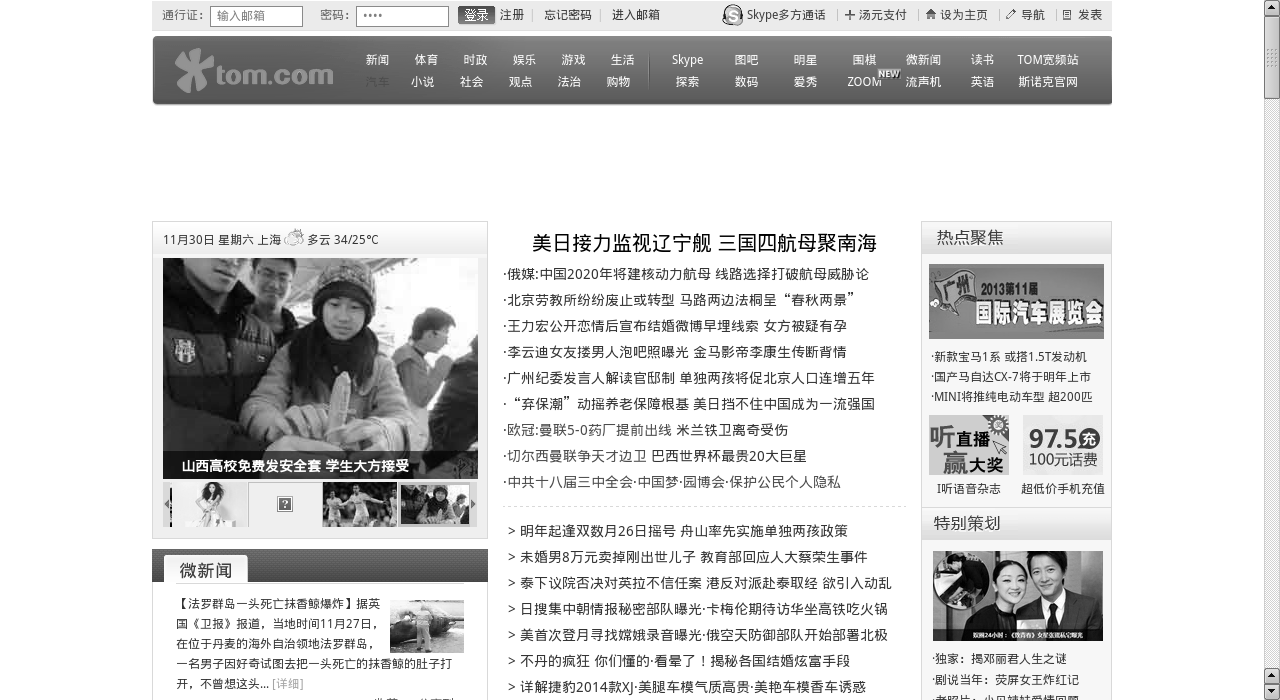 通行证: 输入邮箱 密码: •••• 登录 注册 忘记密码 进入邮箱 Skype多方通话 汤元支付 设为主页 导航 发表
tom.com
新闻 体育 时政 娱乐 游戏 生活 Skype 图吧 明星 围棋 微新闻 读书 TOM宽频站
汽车 小说 社会 观点 法治 购物 探索 数码 爱秀 ZOOM NEW 流声机 英语 斯诺克官网
11月30日 星期六 上海 多云 34/25℃
山西高校免费发安全套 学生大方接受
微新闻
【法罗群岛一头死亡抹香鲸爆炸】据英
国《卫报》报道，当地时间11月27日，
在位于丹麦的海外自治领地法罗群岛，
一名男子因好奇试图去把一头死亡的抹香鲸的肚子打
开，不曾想这头... [详细]
美日接力监视辽宁舰 三国四航母聚南海
·俄媒:中国2020年将建核动力航母 线路选择打破航母威胁论
·北京劳教所纷纷废止或转型 马路两边法桐呈“春秋两景”
·王力宏公开恋情后宣布结婚微博早埋线索 女方被疑有孕
·李云迪女友搂男人泡吧照曝光 金马影帝李康生传断背情
·广州纪委发言人解读官邸制 单独两孩将促北京人口连增五年
·“弃保潮”动摇养老保障根基 美日挡不住中国成为一流强国
·欧冠:曼联5-0药厂提前出线 米兰铁卫离奇受伤
·切尔西曼联争天才边卫 巴西世界杯最贵20大巨星
·中共十八届三中全会·中国梦·园博会·保护公民个人隐私
> 明年起逢双数月26日摇号 舟山率先实施单独两孩政策
> 未婚男8万元卖掉刚出世儿子 教育部回应人大蔡荣生事件
> 泰下议院否决对英拉不信任案 港反对派赴泰取经 欲引入动乱
> 日搜集中朝情报秘密部队曝光·卡梅伦期待访华坐高铁吃火锅
> 美首次登月寻找嫦娥录音曝光·俄空天防御部队开始部署北极
> 不丹的疯狂 你们懂的·看晕了！揭秘各国结婚炫富手段
> 详解捷豹2014款XJ·美腿车模气质高贵·美艳车模香车诱惑
热点聚焦
广州 2013第11届
国际汽车展览会
·新款宝马1系 或搭1.5T发动机
·国产马自达CX-7将于明年上市
·MINI将推纯电动车型 超200匹
听直播
赢大奖
97.5充
100元话费
I听语音杂志 超低价手机充值
特别策划
·独家：揭邓丽君人生之谜
·剧说当年：荧屏女王炸红记